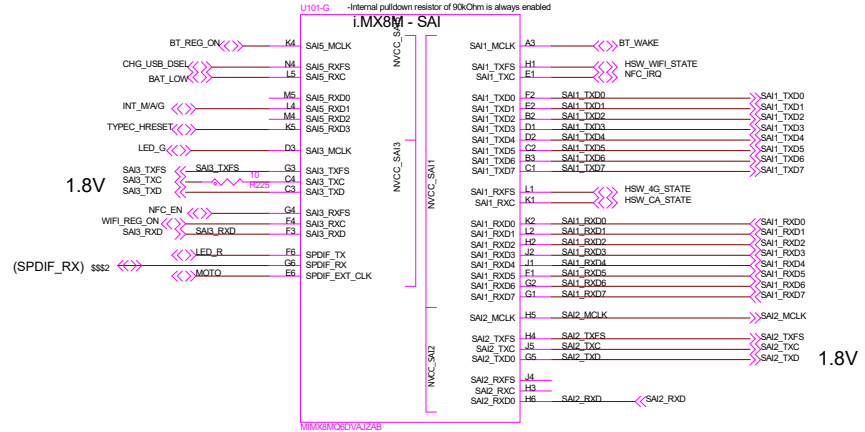 U101-G -Internal pulldown resistor of 90kOhm is always enabled
i.MX8M - SAI
BT_REG_ON K4 SAI5_MCLK
CHG_USB_DSEL N4 SAI5_RXFS
BAT_LOW L5 SAI5_RXC
M5 SAI5_RXD0
INT_M/A/G L4 SAI5_RXD1
M4 SAI5_RXD2
TYPEC_HRESET K5 SAI5_RXD3
LED_G D3 SAI3_MCLK
1.8V
SAI3_TXFS SAI3_TXFS G3 SAI3_TXFS
SAI3_TXC 10 R225 C4 SAI3_TXC
SAI3_TXD C3 SAI3_TXD
NFC_EN G4 SAI3_RXFS
WIFI_REG_ON F4 SAI3_RXC
SAI3_RXD SAI3_RXD F3 SAI3_RXD
LED_R F6 SPDIF_TX
(SPDIF_RX) $$$2 G6 SPDIF_RX
MOTO E6 SPDIF_EXT_CLK
NVCC_SAI3
NVCC_SAI1
NVCC_SAI2
SAI1_MCLK A3 BT_WAKE
SAI1_TXFS H1 HSW_WIFI_STATE
SAI1_TXC E1 NFC_IRQ
SAI1_TXD0 F2 SAI1_TXD0 SAI1_TXD0
SAI1_TXD1 E2 SAI1_TXD1 SAI1_TXD1
SAI1_TXD2 B2 SAI1_TXD2 SAI1_TXD2
SAI1_TXD3 D1 SAI1_TXD3 SAI1_TXD3
SAI1_TXD4 D2 SAI1_TXD4 SAI1_TXD4
SAI1_TXD5 C2 SAI1_TXD5 SAI1_TXD5
SAI1_TXD6 B3 SAI1_TXD6 SAI1_TXD6
SAI1_TXD7 C1 SAI1_TXD7 SAI1_TXD7
SAI1_RXFS L1 HSW_4G_STATE
SAI1_RXC K1 HSW_CA_STATE
SAI1_RXD0 K2 SAI1_RXD0 SAI1_RXD0
SAI1_RXD1 L2 SAI1_RXD1 SAI1_RXD1
SAI1_RXD2 H2 SAI1_RXD2 SAI1_RXD2
SAI1_RXD3 J2 SAI1_RXD3 SAI1_RXD3
SAI1_RXD4 J1 SAI1_RXD4 SAI1_RXD4
SAI1_RXD5 F1 SAI1_RXD5 SAI1_RXD5
SAI1_RXD6 G2 SAI1_RXD6 SAI1_RXD6
SAI1_RXD7 G1 SAI1_RXD7 SAI1_RXD7
SAI2_MCLK H5 SAI2_MCLK SAI2_MCLK
SAI2_TXFS H4 SAI2_TXFS SAI2_TXFS
SAI2_TXC J5 SAI2_TXC SAI2_TXC
SAI2_TXD0 G5 SAI2_TXD SAI2_TXD
1.8V
SAI2_RXFS J4
SAI2_RXC H3
SAI2_RXD0 H6 SAI2_RXD SAI2_RXD
MIMX8MQ6DVAJZAB